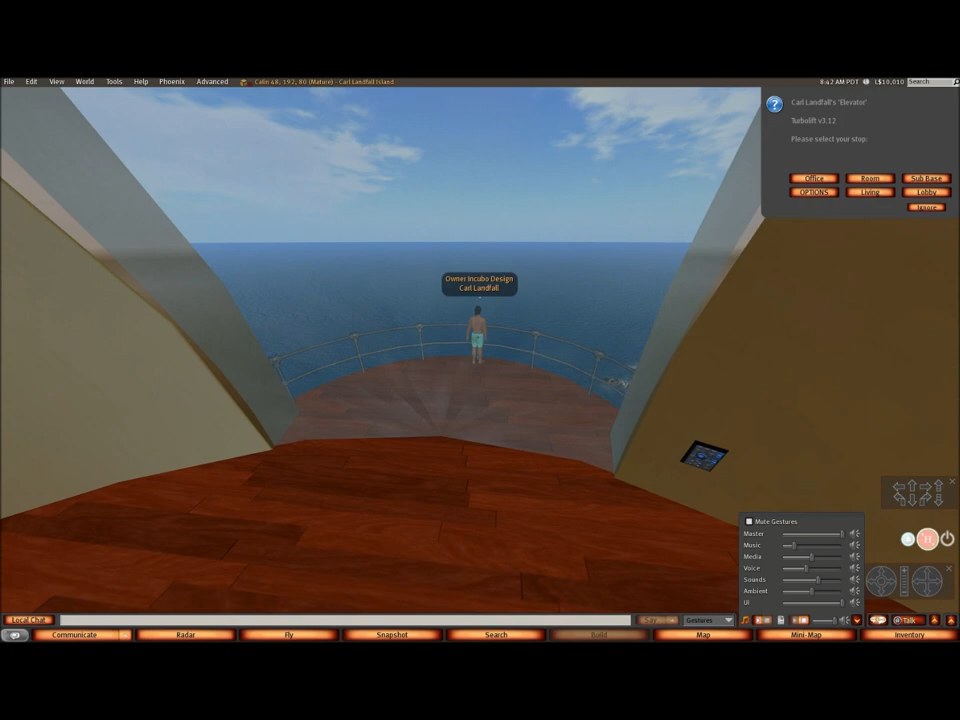 File Edit View World Tools Help Phoenix Advanced Calin 48, 192, 80 (Mature) - Carl Landfall Island 8:42 AM PDT L$10,010 Search
Carl Landfall's 'Elevator'
Turbolift v3.12
Please select your stop:
Office Room Sub Base
OPTIONS Living Lobby
Ignore
Owner Incubo Design
Carl Landfall
Mute Gestures
Master
Music
Media
Voice
Sounds
Ambient
UI
H
Local Chat Say Gestures Talk
Communicate Radar Fly Snapshot Search Build Map Mini-Map Inventory